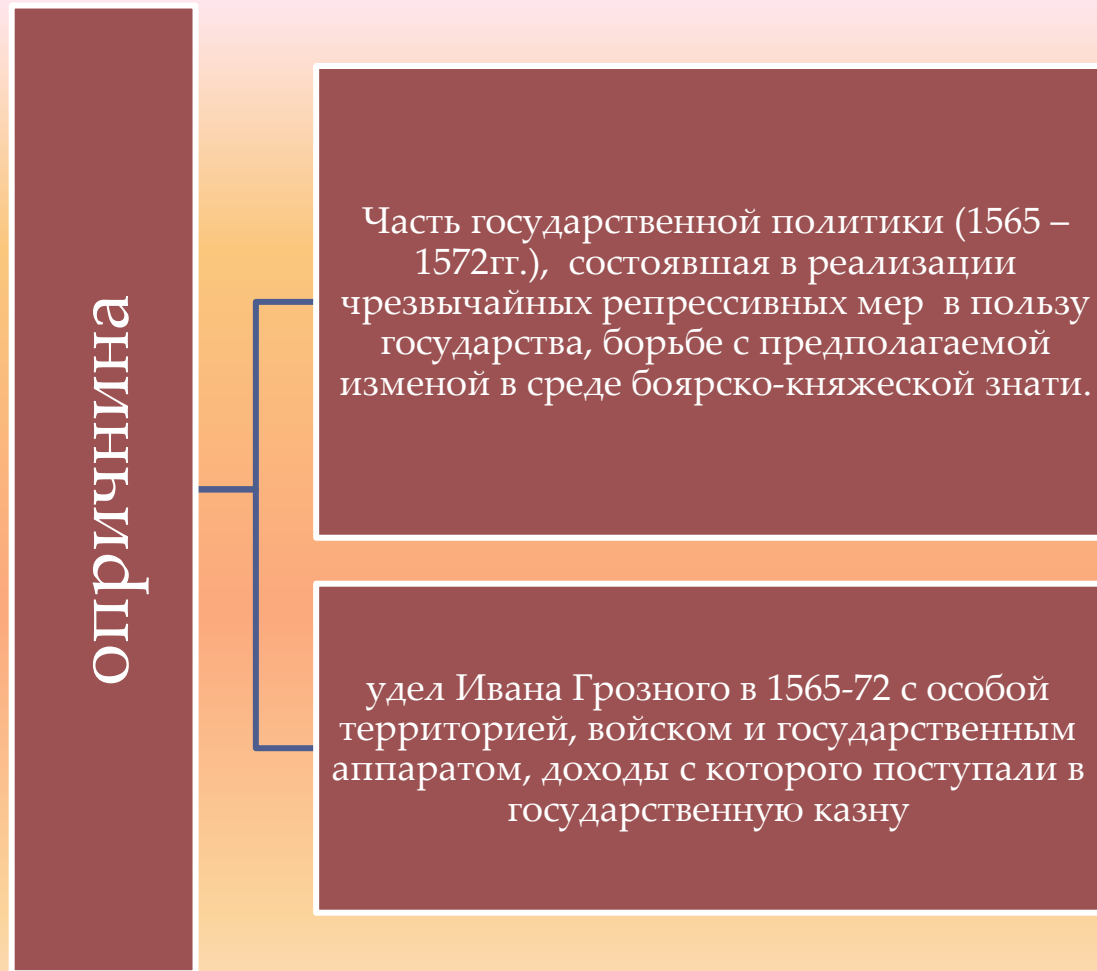 опричнина
Часть государственной политики (1565 –
1572гг.),  состоявшая в реализации
чрезвычайных репрессивных мер  в пользу
государства, борьбе с предполагаемой
изменой в среде боярско-княжеской знати.
удел Ивана Грозного в 1565-72 с особой
территорией, войском и государственным
аппаратом, доходы с которого поступали в
государственную казну